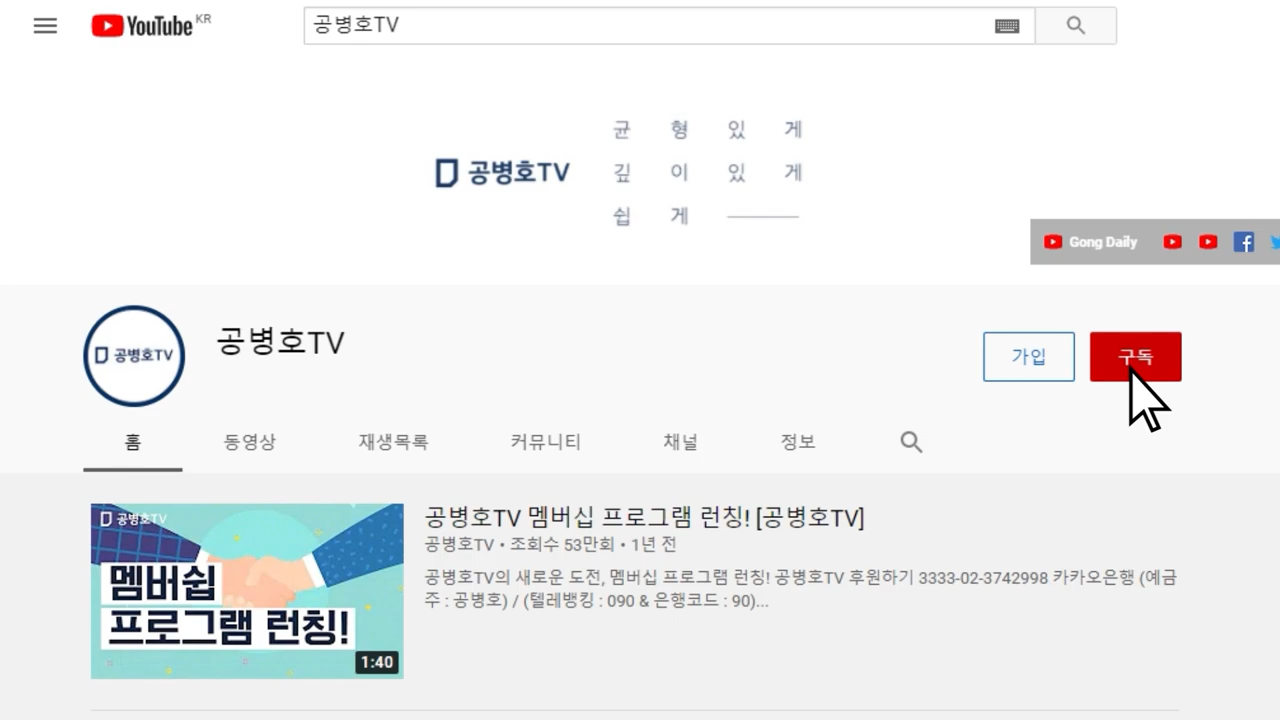 YouTube KR
공병호TV
균형있게
공병호TV
깊이있게
쉽게
Gong Daily
공병호TV
공병호TV
가입
구독
홈
동영상
재생목록
커뮤니티
채널
정보
공병호TV
멤버쉽
프로그램 런칭!
1:40
공병호TV 멤버십 프로그램 런칭! [공병호TV]
공병호TV • 조회수 53만회 • 1년 전
공병호TV의 새로운 도전, 멤버십 프로그램 런칭! 공병호TV 후원하기 3333-02-3742998 카카오은행 (예금
주 : 공병호) / (텔레뱅킹 : 090 & 은행코드 : 90)...